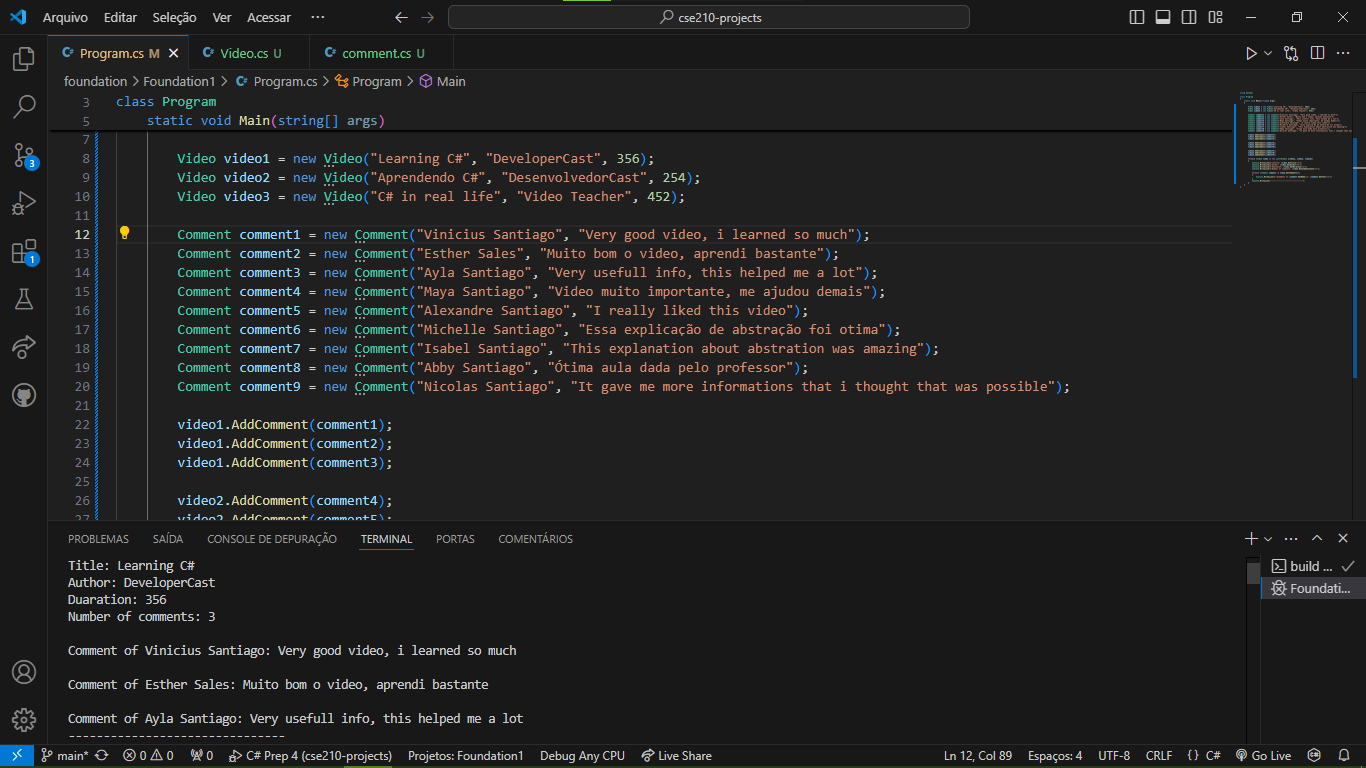 Arquivo Editar Seleção Ver Acessar ··· cse210-projects
Program.cs M Video.cs U comment.cs U
foundation > Foundation1 > Program.cs > Program > Main
3 class Program
5 static void Main(string[] args)
7
8 Video video1 = new Video("Learning C#", "DeveloperCast", 356);
9 Video video2 = new Video("Aprendendo C#", "DesenvolvedorCast", 254);
10 Video video3 = new Video("C# in real life", "Video Teacher", 452);
11
12 Comment comment1 = new Comment("Vinicius Santiago", "Very good video, i learned so much");
13 Comment comment2 = new Comment("Esther Sales", "Muito bom o video, aprendi bastante");
14 Comment comment3 = new Comment("Ayla Santiago", "Very usefull info, this helped me a lot");
15 Comment comment4 = new Comment("Maya Santiago", "Video muito importante, me ajudou demais");
16 Comment comment5 = new Comment("Alexandre Santiago", "I really liked this video");
17 Comment comment6 = new Comment("Michelle Santiago", "Essa explicação de abstração foi otima");
18 Comment comment7 = new Comment("Isabel Santiago", "This explanation about abstration was amazing");
19 Comment comment8 = new Comment("Abby Santiago", "Ótima aula dada pelo professor");
20 Comment comment9 = new Comment("Nicolas Santiago", "It gave me more informations that i thought that was possible");
21
22 video1.AddComment(comment1);
23 video1.AddComment(comment2);
24 video1.AddComment(comment3);
25
26 video2.AddComment(comment4);
27 video2.AddComment(comment5);
3
1
PROBLEMAS SAÍDA CONSOLE DE DEPURAÇÃO TERMINAL PORTAS COMENTÁRIOS
build ...
Foundati...
Title: Learning C#
Author: DeveloperCast
Duaration: 356
Number of comments: 3
Comment of Vinicius Santiago: Very good video, i learned so much
Comment of Esther Sales: Muito bom o video, aprendi bastante
Comment of Ayla Santiago: Very usefull info, this helped me a lot
-------------------------------
main* 0 0 0 C# Prep 4 (cse210-projects) Projetos: Foundation1 Debug Any CPU Live Share Ln 12, Col 89 Espaços: 4 UTF-8 CRLF {} C# Go Live